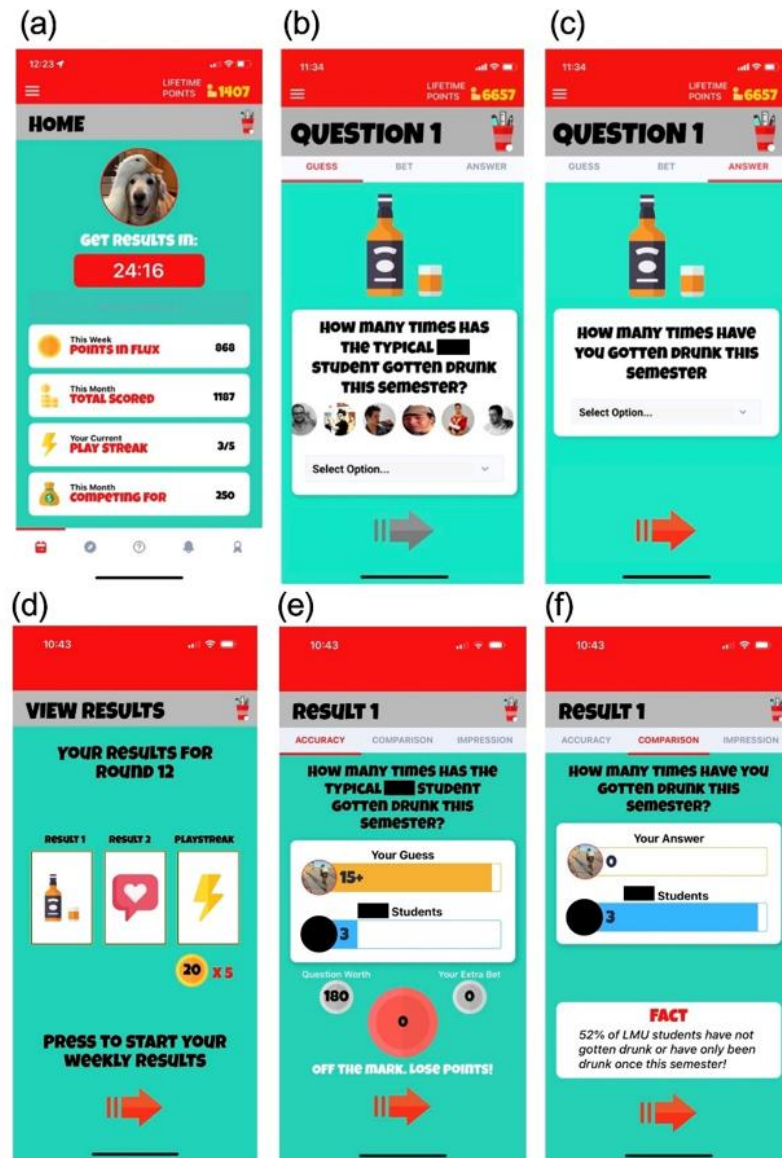 (a)
12:23
LIFETIME
POINTS 1407
HOME
GET RESULTS IN:
24:16
This Week
POINTS IN FLUX 868
This Month
TOTAL SCORED 1187
Your Current
PLAY STREAK 3/5
This Month
COMPETING FOR 250
(b)
11:34
LIFETIME
POINTS 6657
QUESTION 1
GUESS BET ANSWER
HOW MANY TIMES HAS
THE TYPICAL
STUDENT GOTTEN DRUNK
THIS SEMESTER?
Select Option...
(c)
11:34
LIFETIME
POINTS 6657
QUESTION 1
GUESS BET ANSWER
HOW MANY TIMES HAVE
YOU GOTTEN DRUNK THIS
SEMESTER
Select Option...
(d)
10:43
VIEW RESULTS
YOUR RESULTS FOR
ROUND 12
RESULT 1 RESULT 2 PLAYSTREAK
20 X 5
PRESS TO START YOUR
WEEKLY RESULTS
(e)
10:43
RESULT 1
ACCURACY COMPARISON IMPRESSION
HOW MANY TIMES HAS THE
TYPICAL STUDENT
GOTTEN DRUNK THIS
SEMESTER?
Your Guess
15+
Students
3
Question Worth Your Extra Bet
180 0
0
OFF THE MARK. LOSE POINTS!
(f)
10:43
RESULT 1
ACCURACY COMPARISON IMPRESSION
HOW MANY TIMES HAVE YOU
GOTTEN DRUNK THIS
SEMESTER?
Your Answer
0
Students
3
FACT
52% of LMU students have not
gotten drunk or have only been
drunk once this semester!